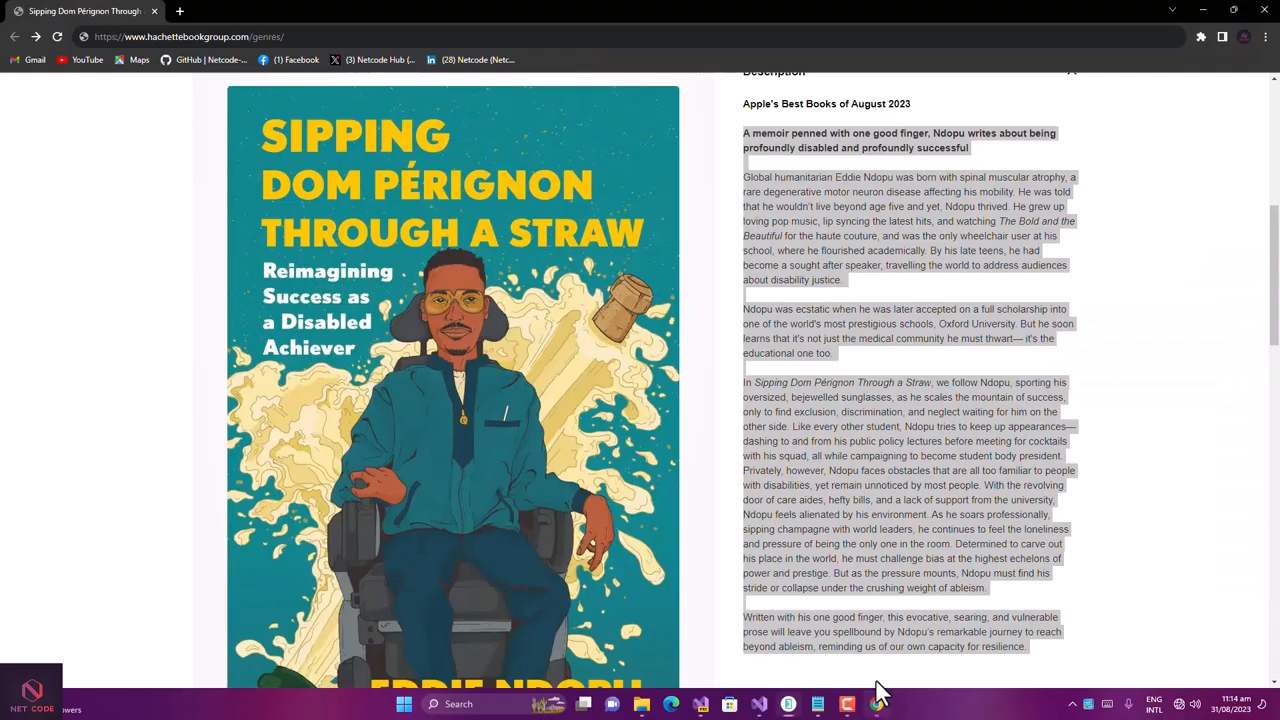 Sipping Dom Pérignon Through
https://www.hachettebookgroup.com/genres/
Gmail
YouTube
Maps
GitHub | Netcode-...
(1) Facebook
(3) Netcode Hub (...
(28) Netcode (Netc...
SIPPING
DOM PÉRIGNON
THROUGH A STRAW
Reimagining
Success as
a Disabled
Achiever
EDDIE NDOPU
Description
Apple's Best Books of August 2023
A memoir penned with one good finger, Ndopu writes about being
profoundly disabled and profoundly successful
Global humanitarian Eddie Ndopu was born with spinal muscular atrophy, a
rare degenerative motor neuron disease affecting his mobility. He was told
that he wouldn't live beyond age five and yet, Ndopu thrived. He grew up
loving pop music, lip syncing the latest hits, and watching The Bold and the
Beautiful for the haute couture, and was the only wheelchair user at his
school, where he flourished academically. By his late teens, he had
become a sought after speaker, travelling the world to address audiences
about disability justice.
Ndopu was ecstatic when he was later accepted on a full scholarship into
one of the world's most prestigious schools, Oxford University. But he soon
learns that it's not just the medical community he must thwart— it's the
educational one too.
In Sipping Dom Pérignon Through a Straw, we follow Ndopu, sporting his
oversized, bejewelled sunglasses, as he scales the mountain of success,
only to find exclusion, discrimination, and neglect waiting for him on the
other side. Like every other student, Ndopu tries to keep up appearances—
dashing to and from his public policy lectures before meeting for cocktails
with his squad, all while campaigning to become student body president.
Privately, however, Ndopu faces obstacles that are all too familiar to people
with disabilities, yet remain unnoticed by most people. With the revolving
door of care aides, hefty bills, and a lack of support from the university,
Ndopu feels alienated by his environment. As he soars professionally,
sipping champagne with world leaders, he continues to feel the loneliness
and pressure of being the only one in the room. Determined to carve out
his place in the world, he must challenge bias at the highest echelons of
power and prestige. But as the pressure mounts, Ndopu must find his
stride or collapse under the crushing weight of ableism.
Written with his one good finger, this evocative, searing, and vulnerable
prose will leave you spellbound by Ndopu's remarkable journey to reach
beyond ableism, reminding us of our own capacity for resilience.
NET CODE
owers
Search
ENG
INTL
11:14 am
31/08/2023